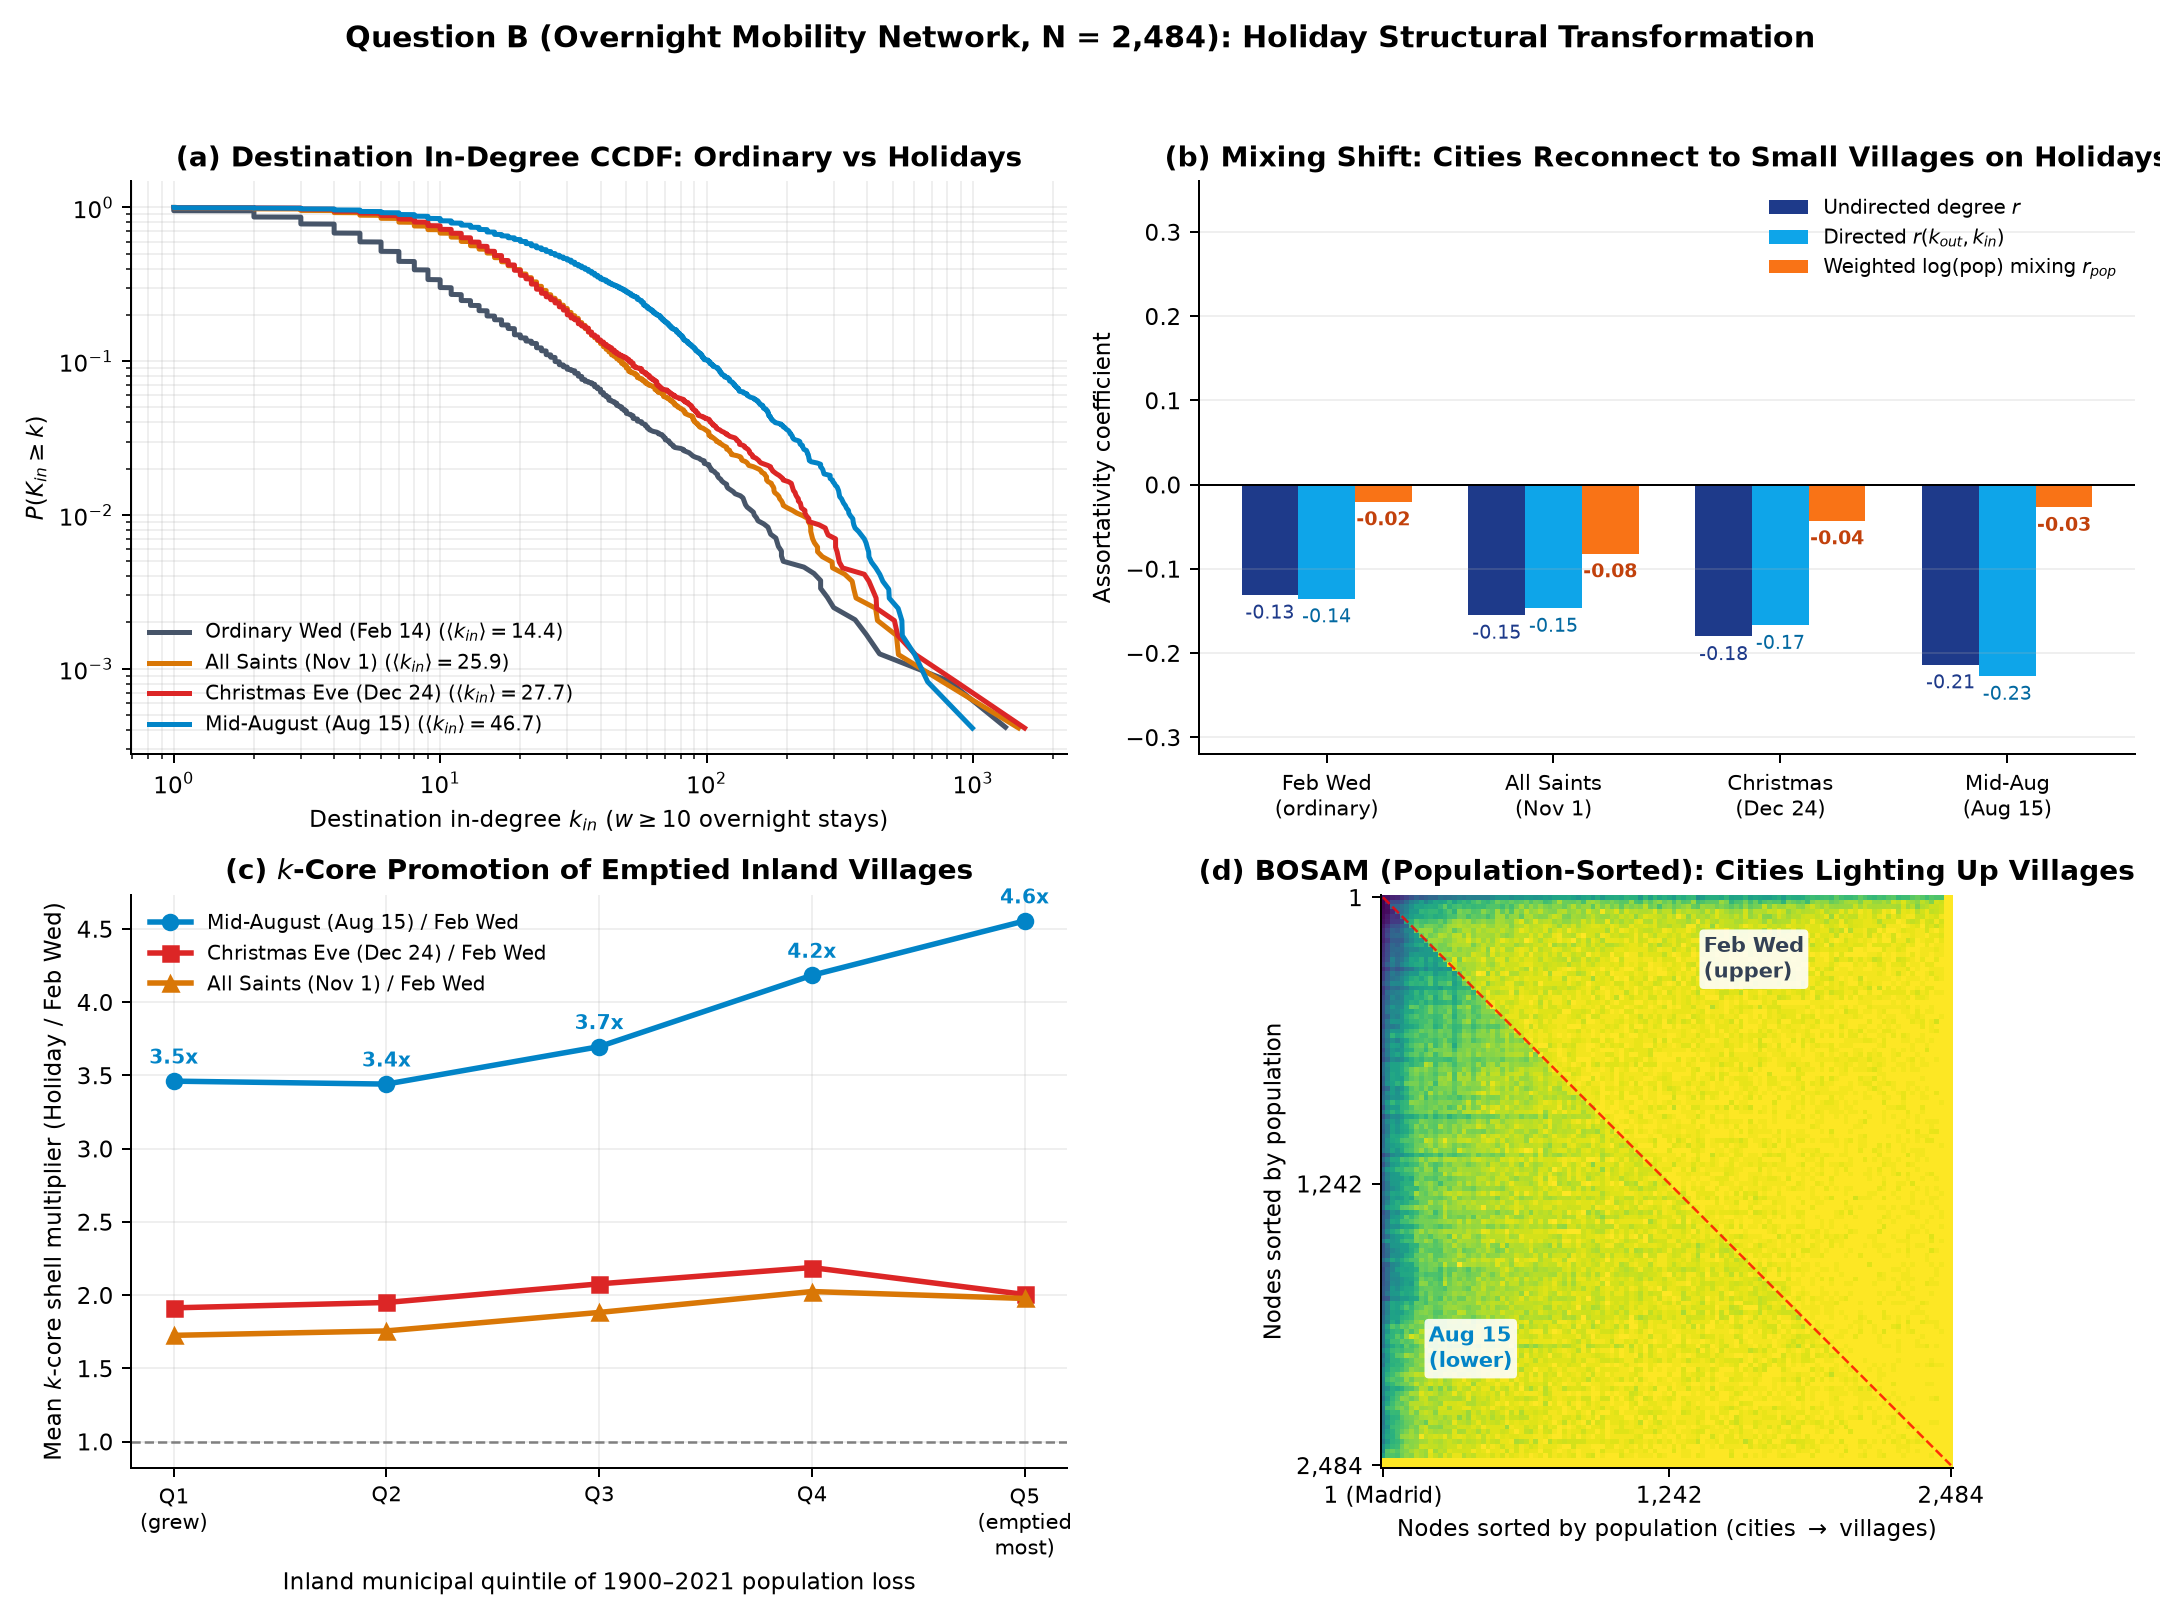 Question B (Overnight Mobility Network, N = 2,484): Holiday Structural Transformation
(a) Destination In-Degree CCDF: Ordinary vs Holidays
10⁰
10⁻¹
10⁻²
10⁻³
P(K_in ≥ k)
Ordinary Wed (Feb 14) (⟨k_in⟩ = 14.4)
All Saints (Nov 1) (⟨k_in⟩ = 25.9)
Christmas Eve (Dec 24) (⟨k_in⟩ = 27.7)
Mid-August (Aug 15) (⟨k_in⟩ = 46.7)
10⁰ 10¹ 10² 10³
Destination in-degree k_in (w ≥ 10 overnight stays)
(b) Mixing Shift: Cities Reconnect to Small Villages on Holidays
Undirected degree r
Directed r(k_out, k_in)
Weighted log(pop) mixing r_pop
Assortativity coefficient
0.3
0.2
0.1
0.0
−0.1
−0.2
−0.3
-0.13 -0.14 -0.02
-0.15 -0.15 -0.08
-0.18 -0.17 -0.04
-0.21 -0.23 -0.03
Feb Wed
(ordinary)
All Saints
(Nov 1)
Christmas
(Dec 24)
Mid-Aug
(Aug 15)
(c) k-Core Promotion of Emptied Inland Villages
Mid-August (Aug 15) / Feb Wed
Christmas Eve (Dec 24) / Feb Wed
All Saints (Nov 1) / Feb Wed
Mean k-core shell multiplier (Holiday / Feb Wed)
4.5
4.0
3.5
3.0
2.5
2.0
1.5
1.0
3.5x
3.4x
3.7x
4.2x
4.6x
Q1
(grew)
Q2
Q3
Q4
Q5
(emptied
most)
Inland municipal quintile of 1900–2021 population loss
(d) BOSAM (Population-Sorted): Cities Lighting Up Villages
Nodes sorted by population
1
1,242
2,484
Feb Wed
(upper)
Aug 15
(lower)
1 (Madrid) 1,242 2,484
Nodes sorted by population (cities → villages)